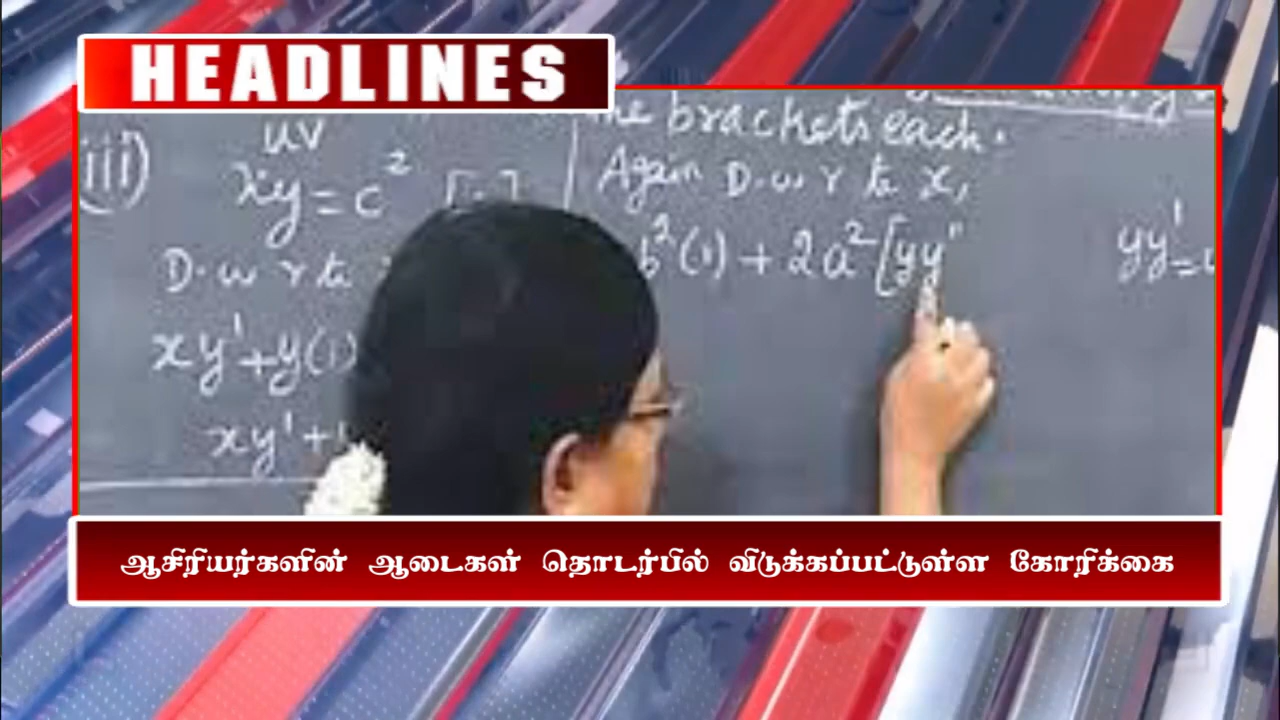 HEADLINES
(iii)
uv
xy = c²
D.w r to
xy' + y(1)
xy' +
the brackets each.
Again D.w r to x,
b²(1) + 2a² [yy''
yy' =
ஆசிரியர்களின் ஆடைகள் தொடர்பில் விடுக்கப்பட்டுள்ள கோரிக்கை